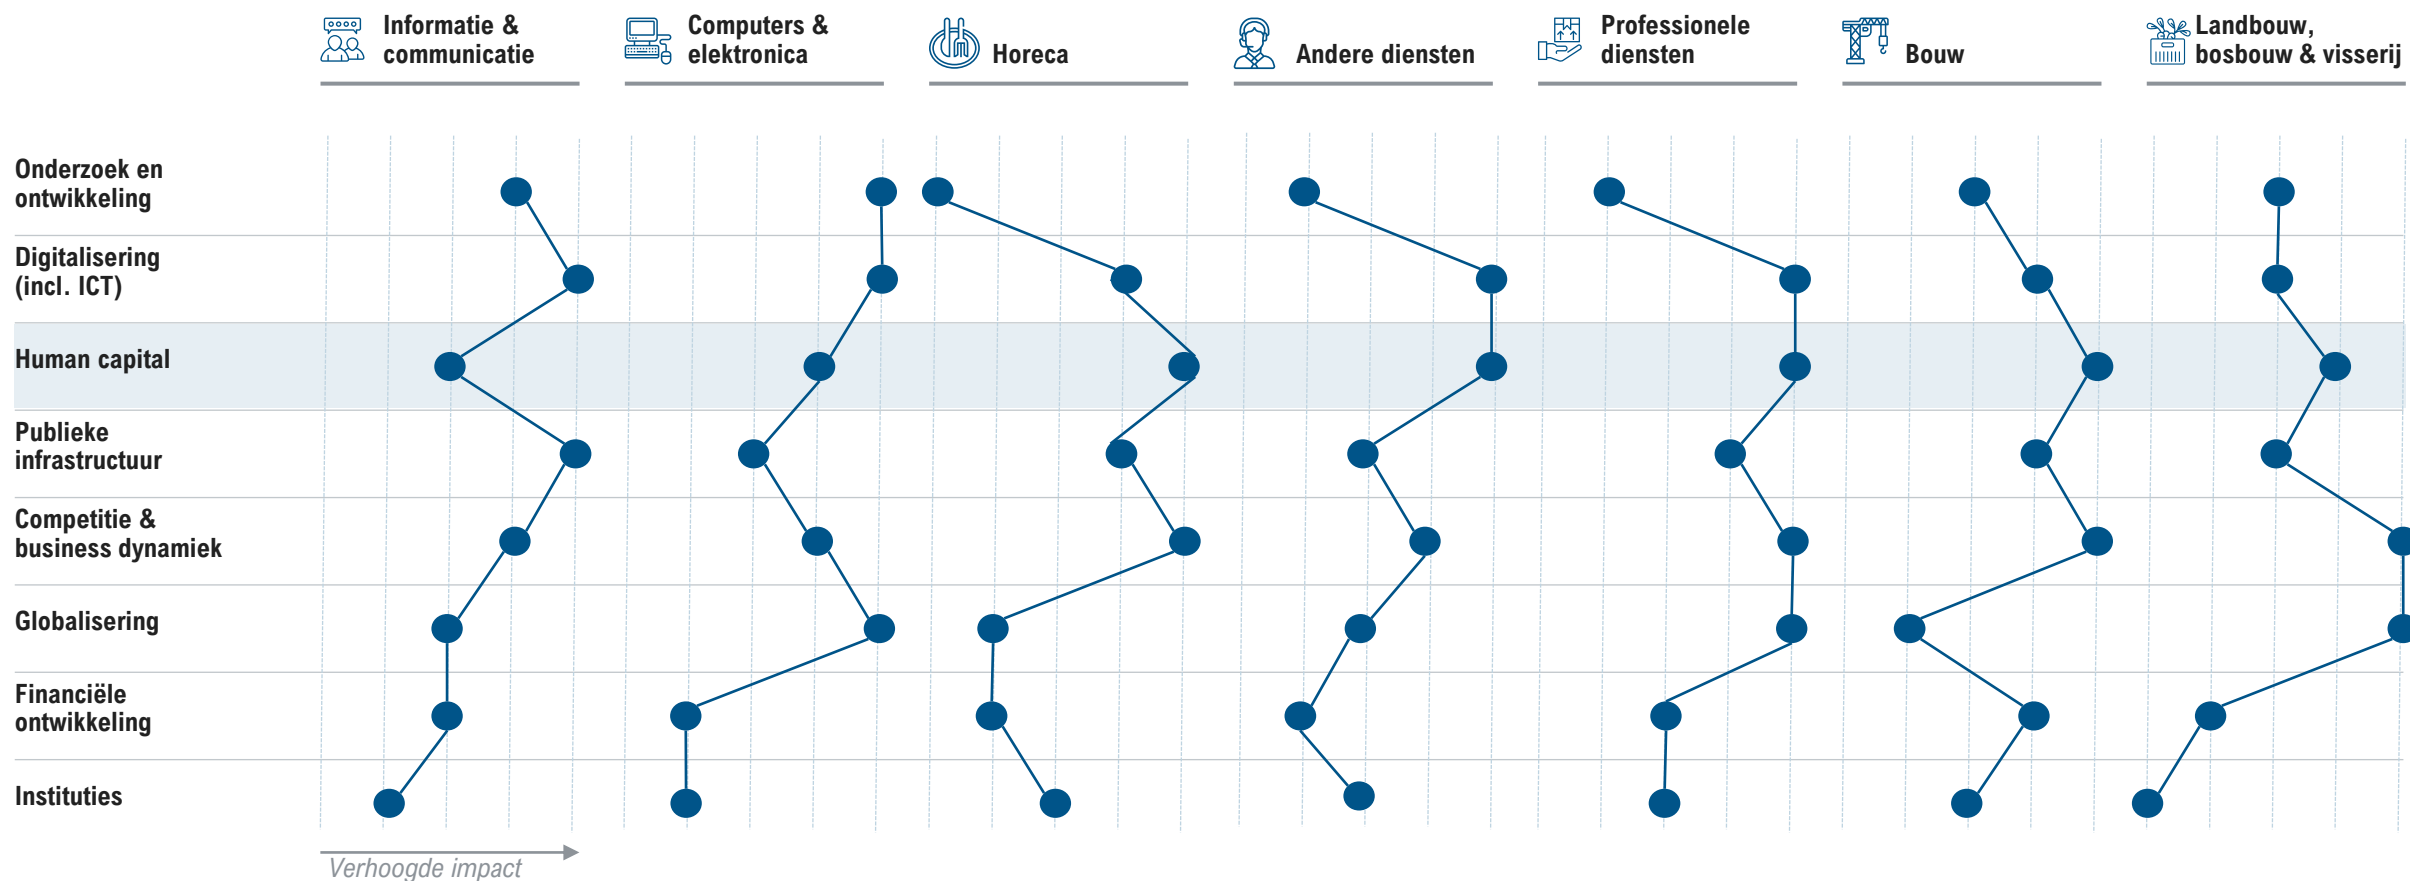 Informatie &
communicatie
Computers &
elektronica
Horeca
Andere diensten
Professionele
diensten
Bouw
Landbouw,
bosbouw & visserij
Onderzoek en
ontwikkeling
Digitalisering
(incl. ICT)
Human capital
Publieke
infrastructuur
Competitie &
business dynamiek
Globalisering
Financiële
ontwikkeling
Instituties
Verhoogde impact